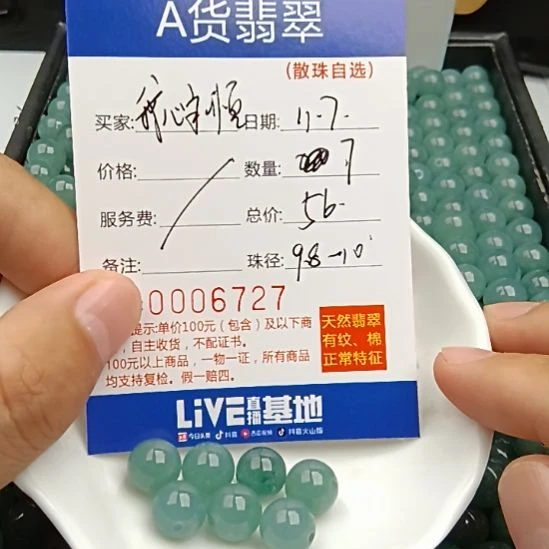 A货翡翠
(散珠自选)
买家: 日期: 11-7-
价格: 数量: 7
服务费: / 总价: 56-
备注: 珠径: 9.8-10
0006727
提示:单价100元（包含）及以下商
，自主收货，不配证书。
100元以上商品，一物一证，所有商品
均支持复检。假一赔四。
天然翡翠
有纹、棉
正常特征
LiVE直播基地
今日头条 抖音 西瓜视频 抖音火山版